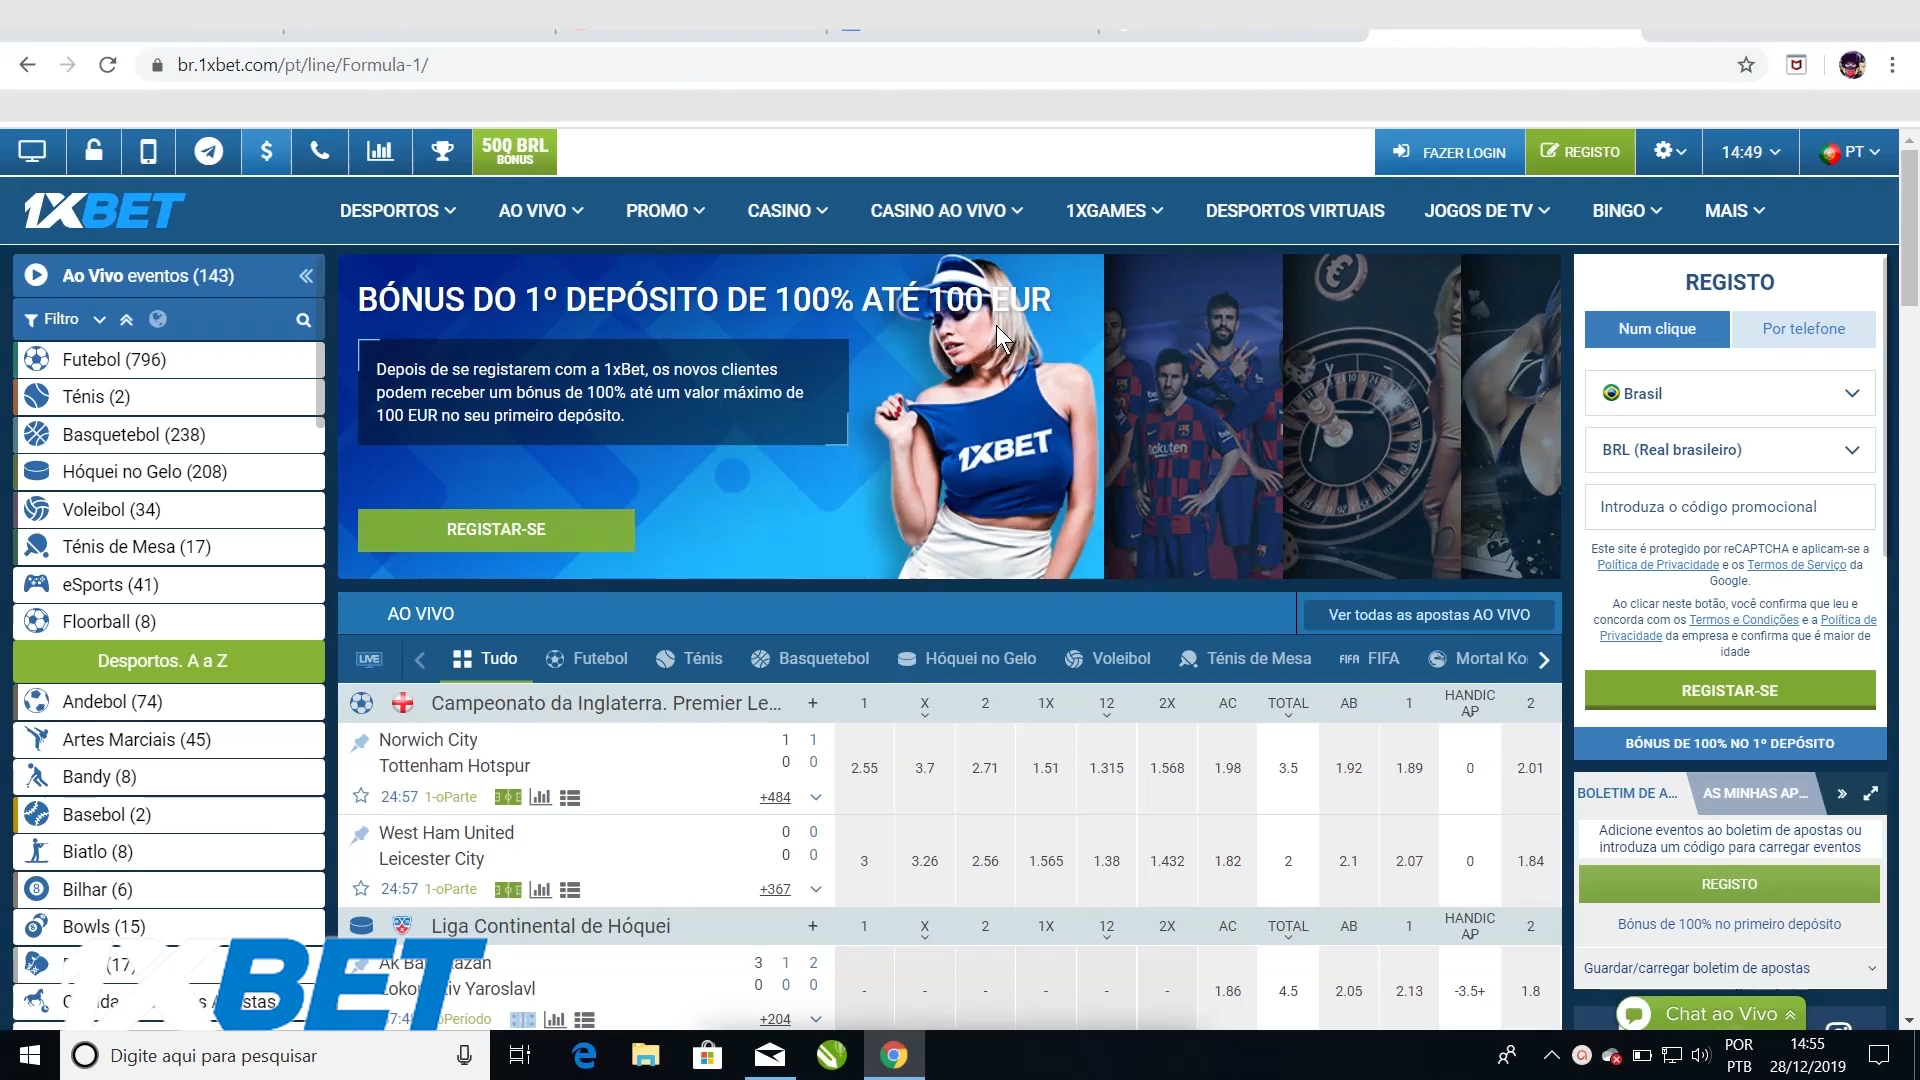 br.1xbet.com/pt/line/Formula-1/
500 BRL
BÓNUS
FAZER LOGIN
REGISTO
14:49
PT
1XBET
DESPORTOS
AO VIVO
PROMO
CASINO
CASINO AO VIVO
1XGAMES
DESPORTOS VIRTUAIS
JOGOS DE TV
BINGO
MAIS
Ao Vivo eventos (143)
Filtro
Futebol (796)
Ténis (2)
Basquetebol (238)
Hóquei no Gelo (208)
Voleibol (34)
Ténis de Mesa (17)
eSports (41)
Floorball (8)
Desportos. A a Z
Andebol (74)
Artes Marciais (45)
Bandy (8)
Basebol (2)
Biatlo (8)
Bilhar (6)
Bowls (15)
(17)
1XBET
BÓNUS DO 1º DEPÓSITO DE 100% ATÉ 100 EUR
Depois de se registarem com a 1xBet, os novos clientes
podem receber um bónus de 100% até um valor máximo de
100 EUR no seu primeiro depósito.
REGISTAR-SE
1XBET
Rakuten
AO VIVO
Ver todas as apostas AO VIVO
LIVE
Tudo
Futebol
Ténis
Basquetebol
Hóquei no Gelo
Voleibol
Ténis de Mesa
FIFA FIFA
Mortal Ko
Campeonato da Inglaterra. Premier Le... + 1 X 2 1X 12 2X AC TOTAL AB 1 HANDIC AP 2
Norwich City 1 1
Tottenham Hotspur 0 0
2.55 3.7 2.71 1.51 1.315 1.568 1.98 3.5 1.92 1.89 0 2.01
24:57 1-oParte +484
West Ham United 0 0
Leicester City 0 0
3 3.26 2.56 1.565 1.38 1.432 1.82 2 2.1 2.07 0 1.84
24:57 1-oParte +367
Liga Continental de Hóquei + 1 X 2 1X 12 2X AC TOTAL AB 1 HANDIC AP 2
Ak Ba 3 1 2
Yaroslavl 0 0 0
- - - - - - 1.86 4.5 2.05 2.13 -3.5+ 1.8
oPeríodo +204
REGISTO
Num clique
Por telefone
Brasil
BRL (Real brasileiro)
Introduza o código promocional
Este site é protegido por reCAPTCHA e aplicam-se a
Política de Privacidade e os Termos de Serviço da
Google.
Ao clicar neste botão, você confirma que leu e
concorda com os Termos e Condições e a Política de
Privacidade da empresa e confirma que é maior de
idade
REGISTAR-SE
BÓNUS DE 100% NO 1º DEPÓSITO
BOLETIM DE A...
AS MINHAS AP...
Adicione eventos ao boletim de apostas ou
introduza um código para carregar eventos
REGISTO
Bónus de 100% no primeiro depósito
Guardar/carregar boletim de apostas
Chat ao Vivo
Digite aqui para pesquisar
POR
PTB
14:55
28/12/2019